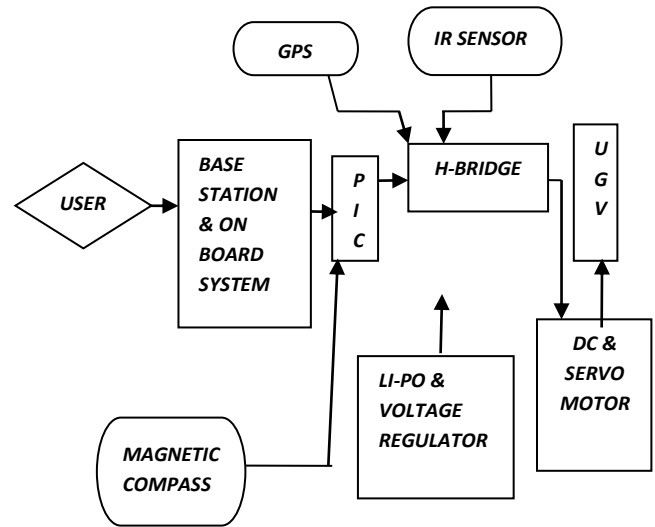 GPS
IR SENSOR
USER
BASE
STATION
& ON
BOARD
SYSTEM
P
I
C
H-BRIDGE
U
G
V
LI-PO &
VOLTAGE
REGULATOR
DC &
SERVO
MOTOR
MAGNETIC
COMPASS